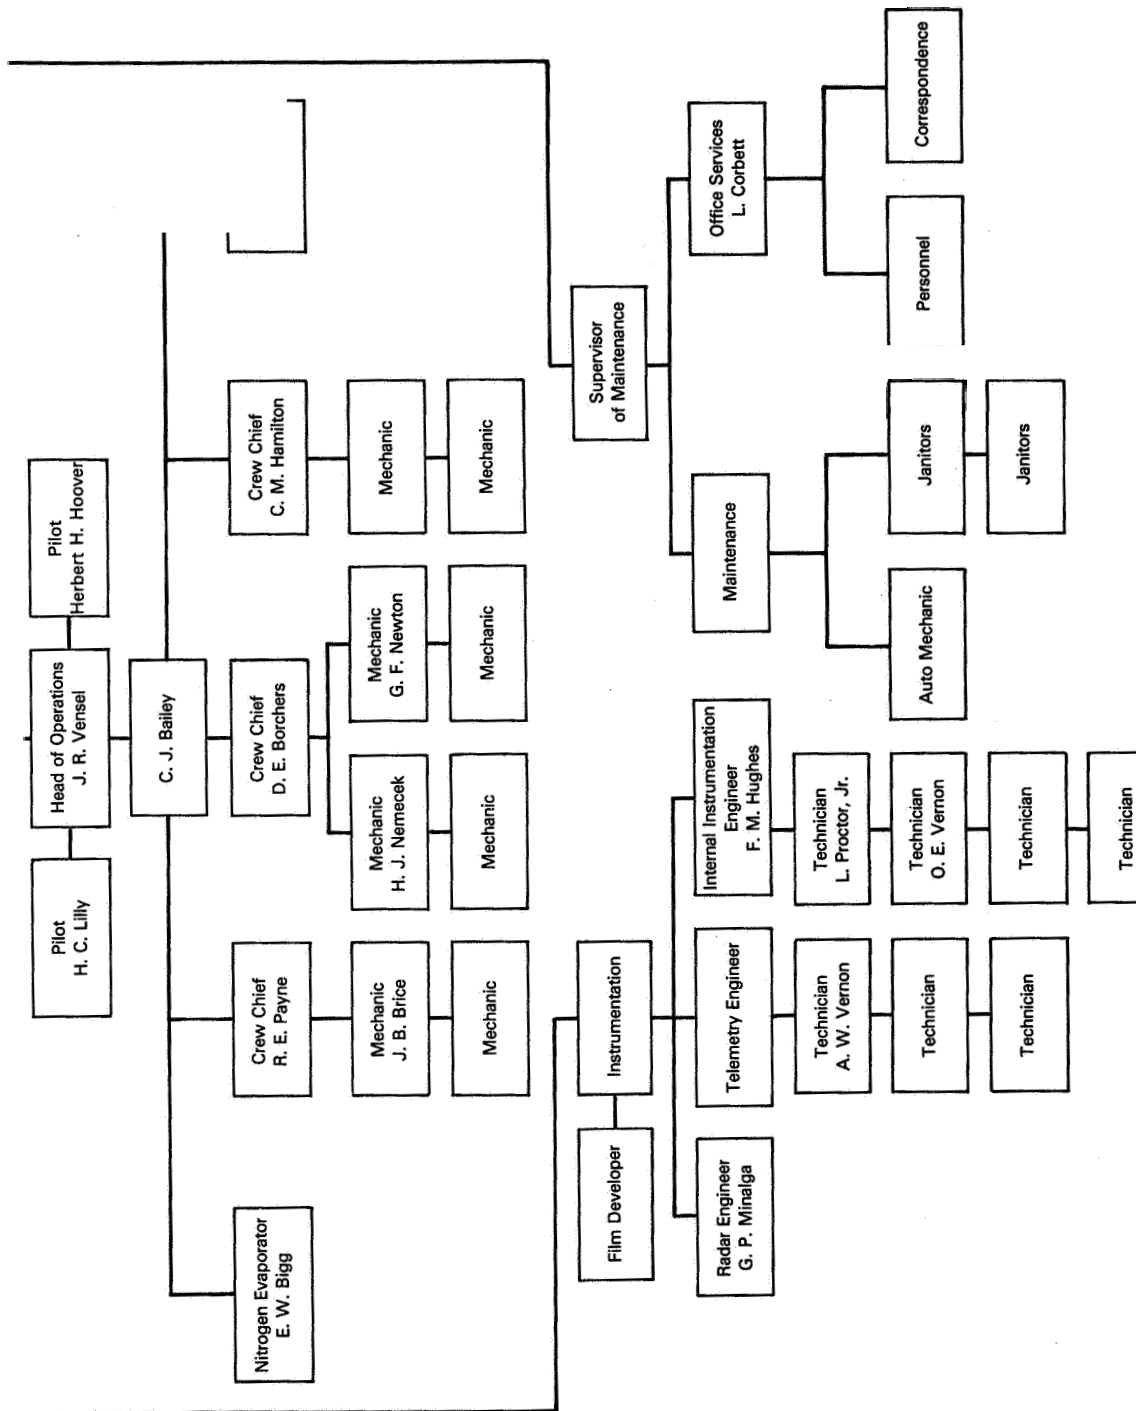 Pilot
H. C. Lilly
Head of Operations
J. R. Vensel
Pilot
Herbert H. Hoover
C. J. Bailey
Nitrogen Evaporator
E. W. Bigg
Crew Chief
R. E. Payne
Crew Chief
D. E. Borchers
Crew Chief
C. M. Hamilton
Mechanic
J. B. Brice
Mechanic
H. J. Nemecek
Mechanic
G. F. Newton
Mechanic
Mechanic
Mechanic
Mechanic
Mechanic
Film Developer
Instrumentation
Supervisor
of Maintenance
Radar Engineer
G. P. Minalga
Telemetry Engineer
Internal Instrumentation
Engineer
F. M. Hughes
Maintenance
Office Services
L. Corbett
Technician
A. W. Vernon
Technician
L. Proctor, Jr.
Technician
Technician
O. E. Vernon
Auto Mechanic
Janitors
Personnel
Correspondence
Technician
Technician
Janitors
Technician